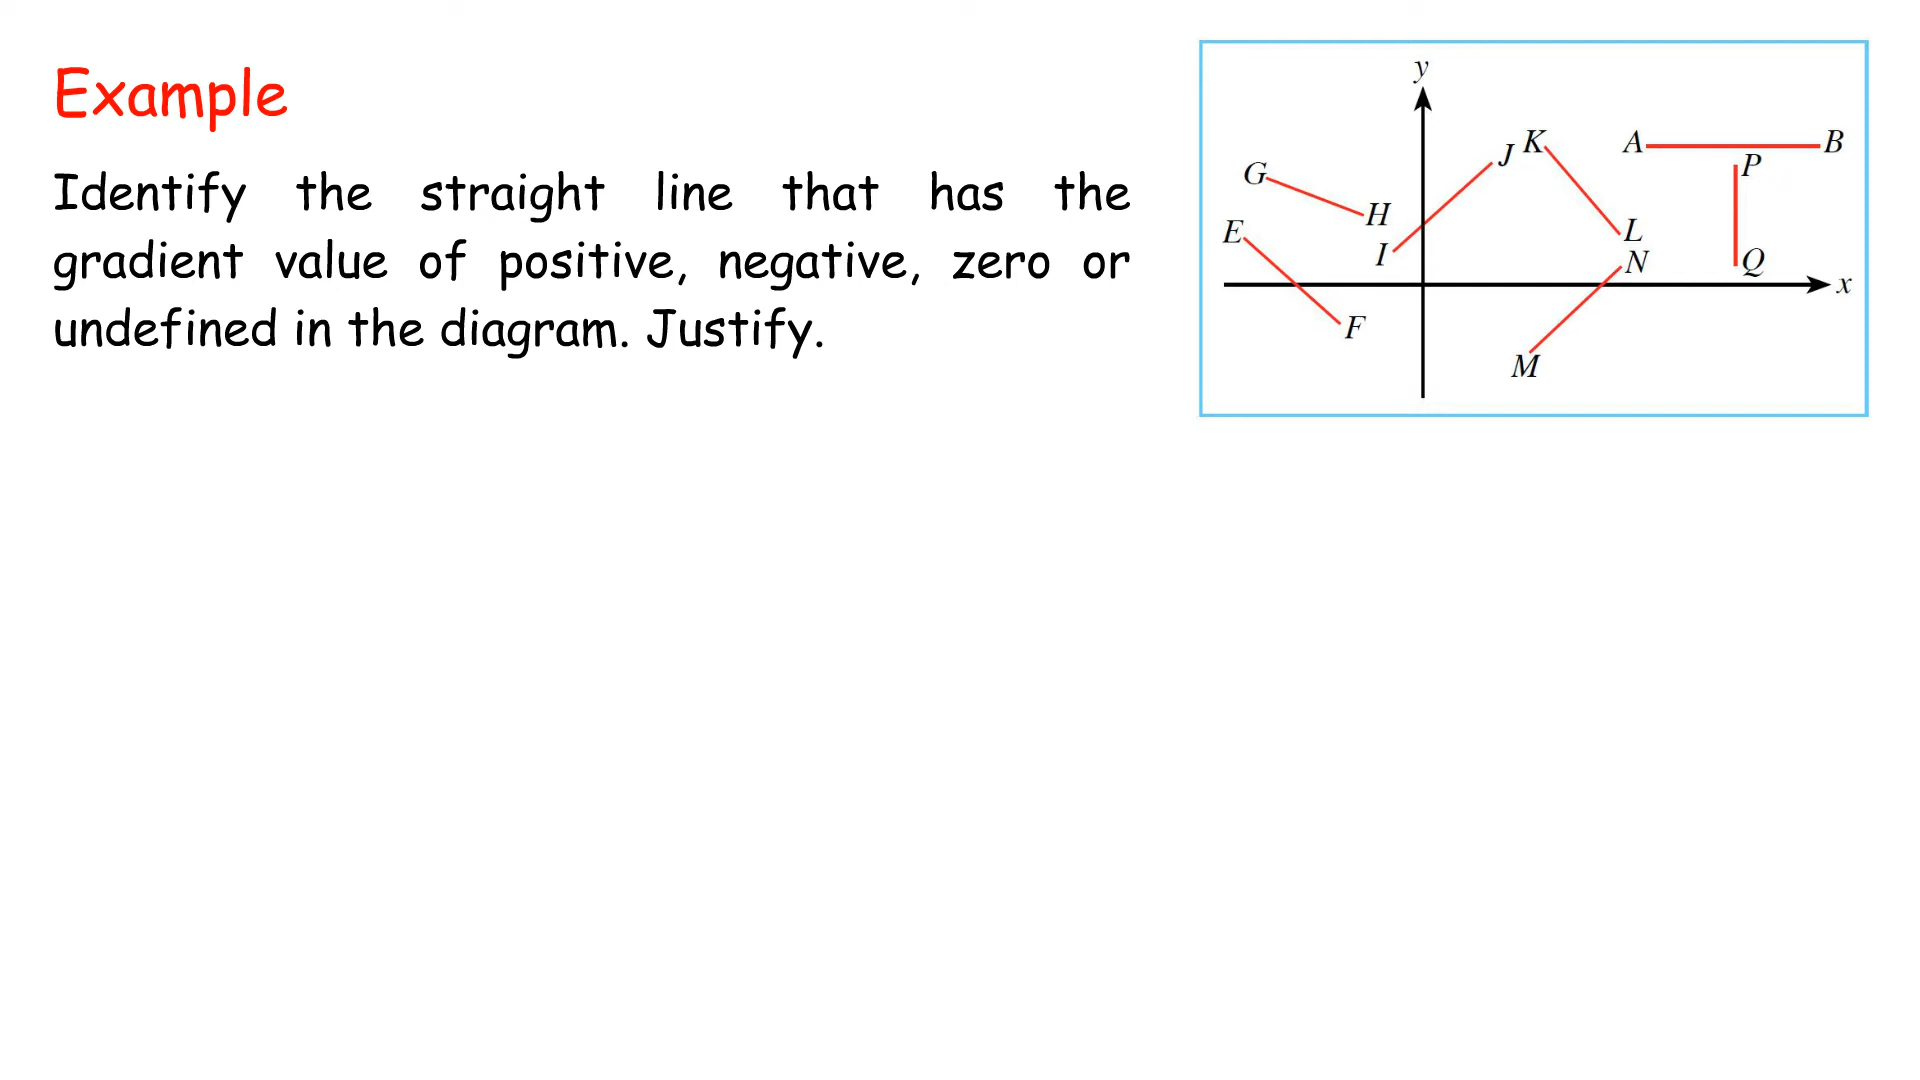 Example
Identify the straight line that has the
gradient value of positive, negative, zero or
undefined in the diagram. Justify.
y
J
K
A
B
G
P
H
E
L
I
N
Q
x
F
M